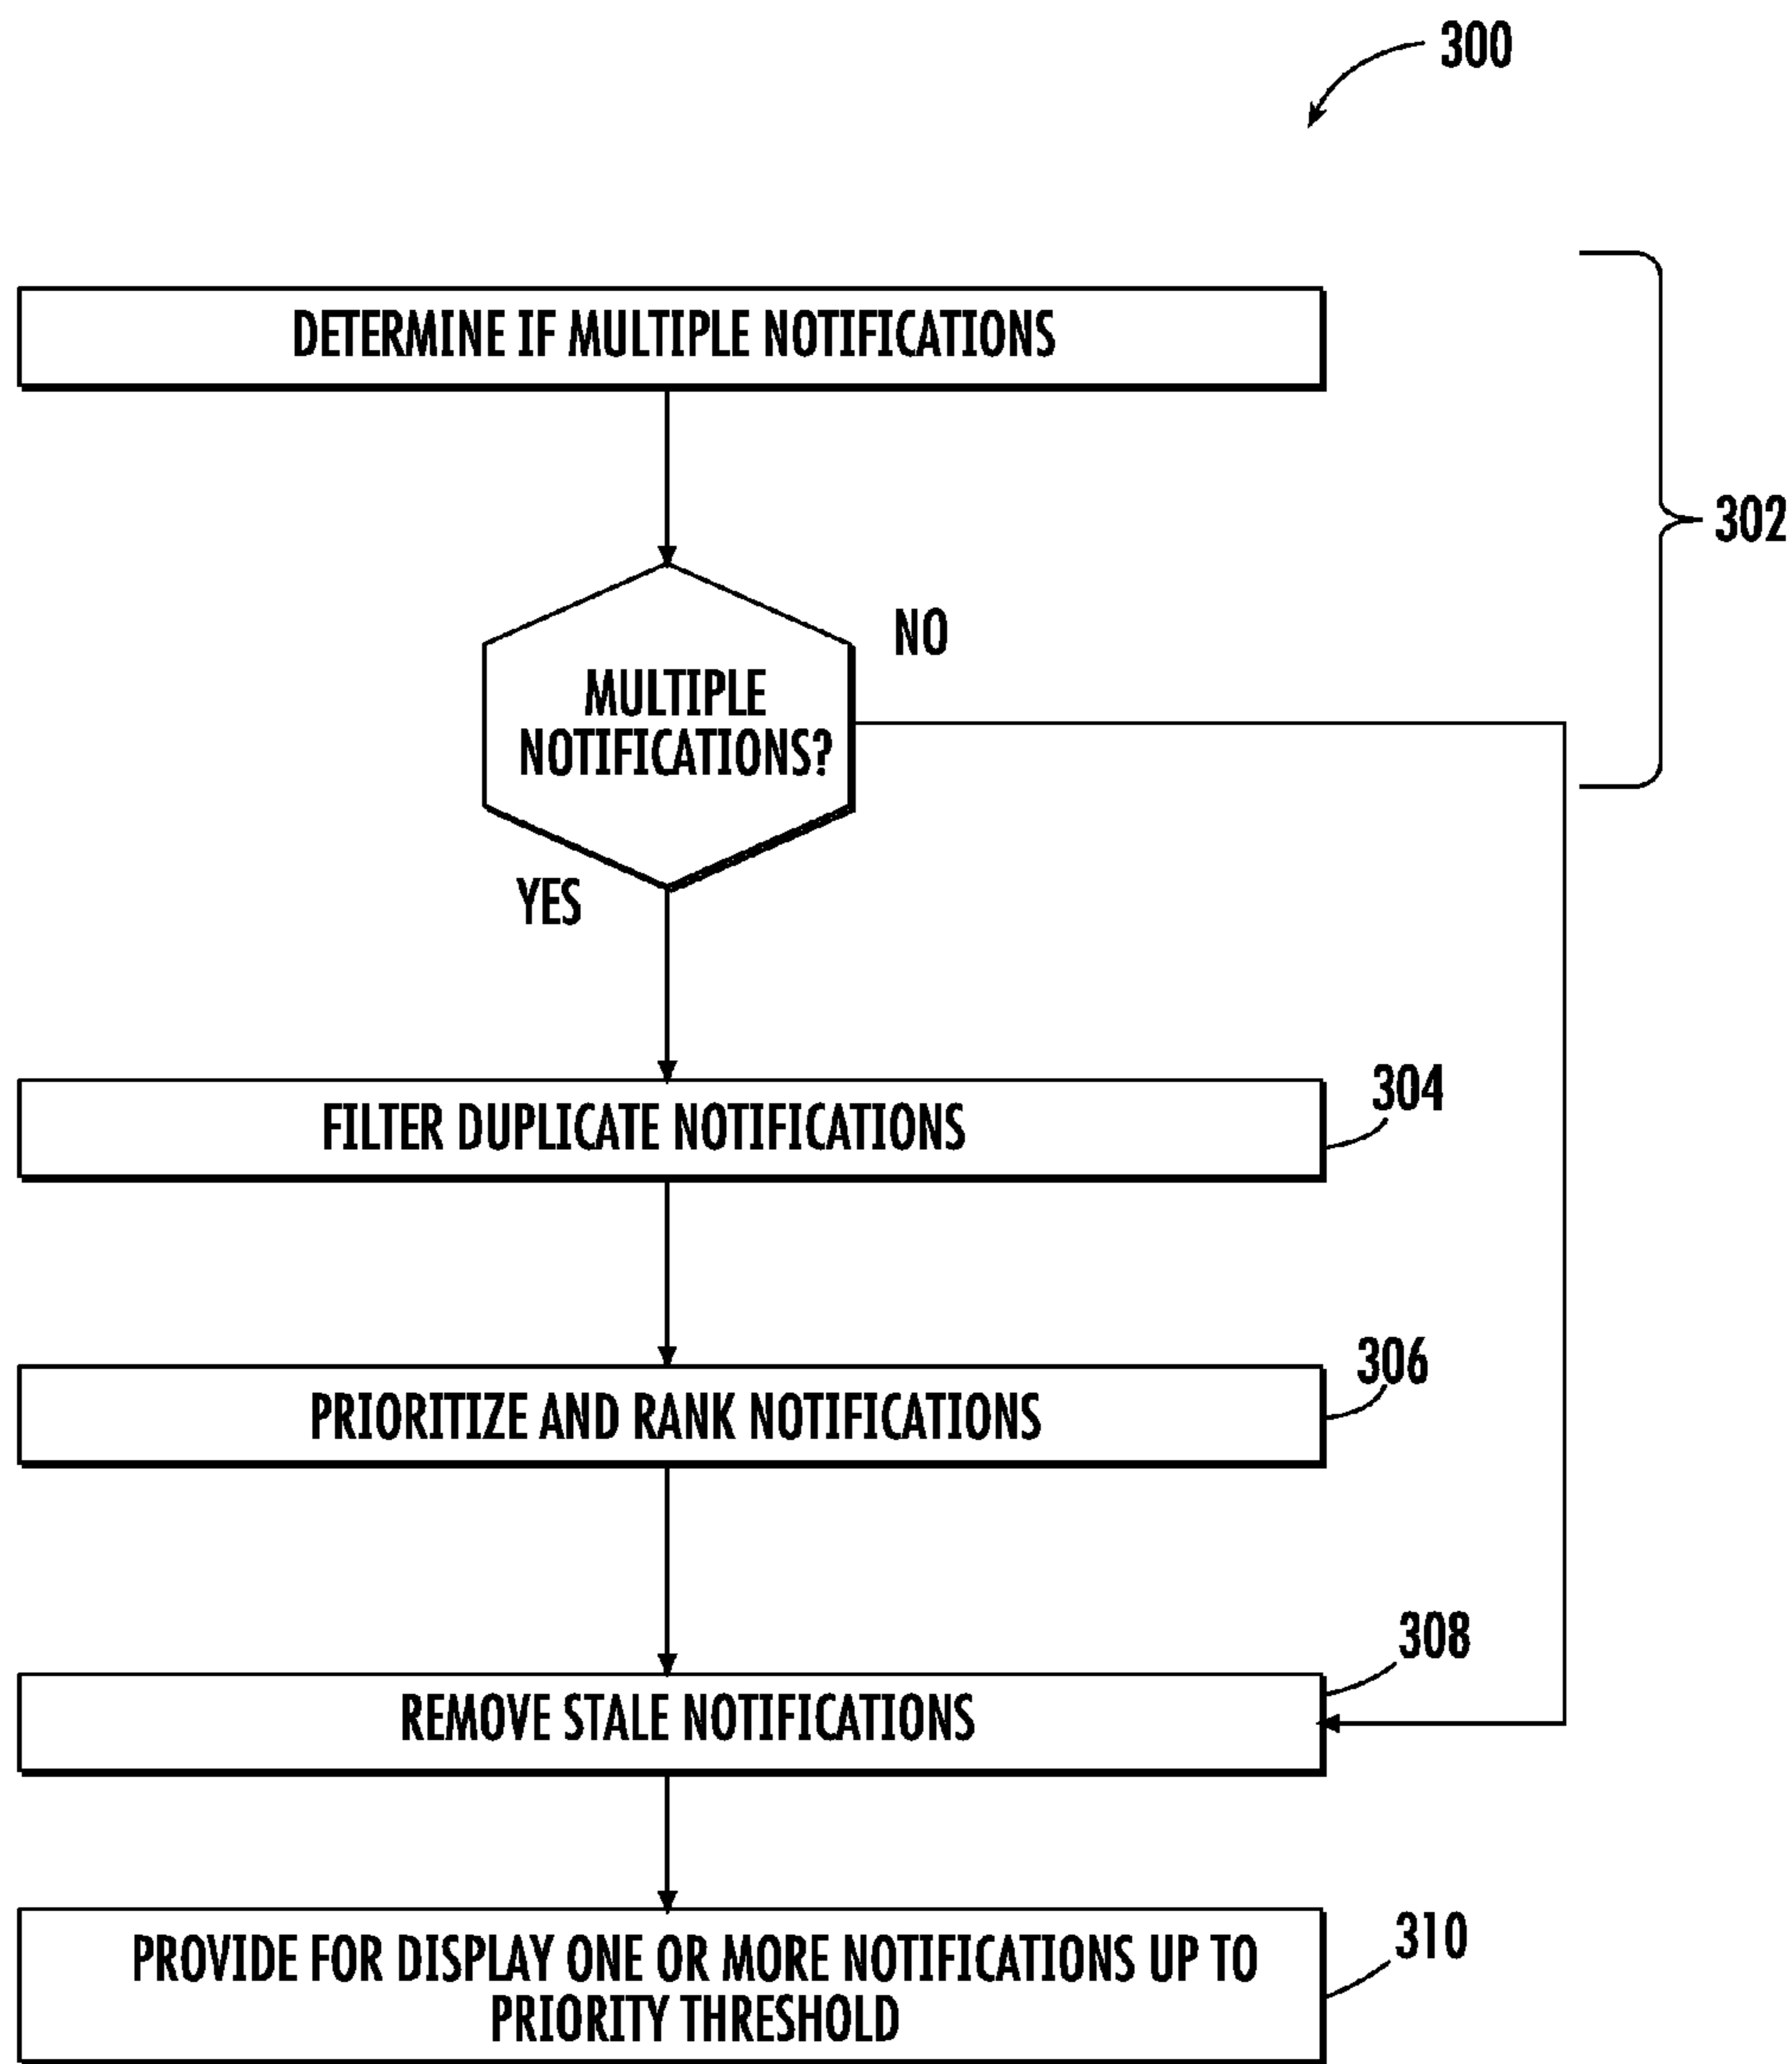 300
DETERMINE IF MULTIPLE NOTIFICATIONS
302
NO
MULTIPLE
NOTIFICATIONS?
YES
304
FILTER DUPLICATE NOTIFICATIONS
306
PRIORITIZE AND RANK NOTIFICATIONS
308
REMOVE STALE NOTIFICATIONS
310
PROVIDE FOR DISPLAY ONE OR MORE NOTIFICATIONS UP TO
PRIORITY THRESHOLD